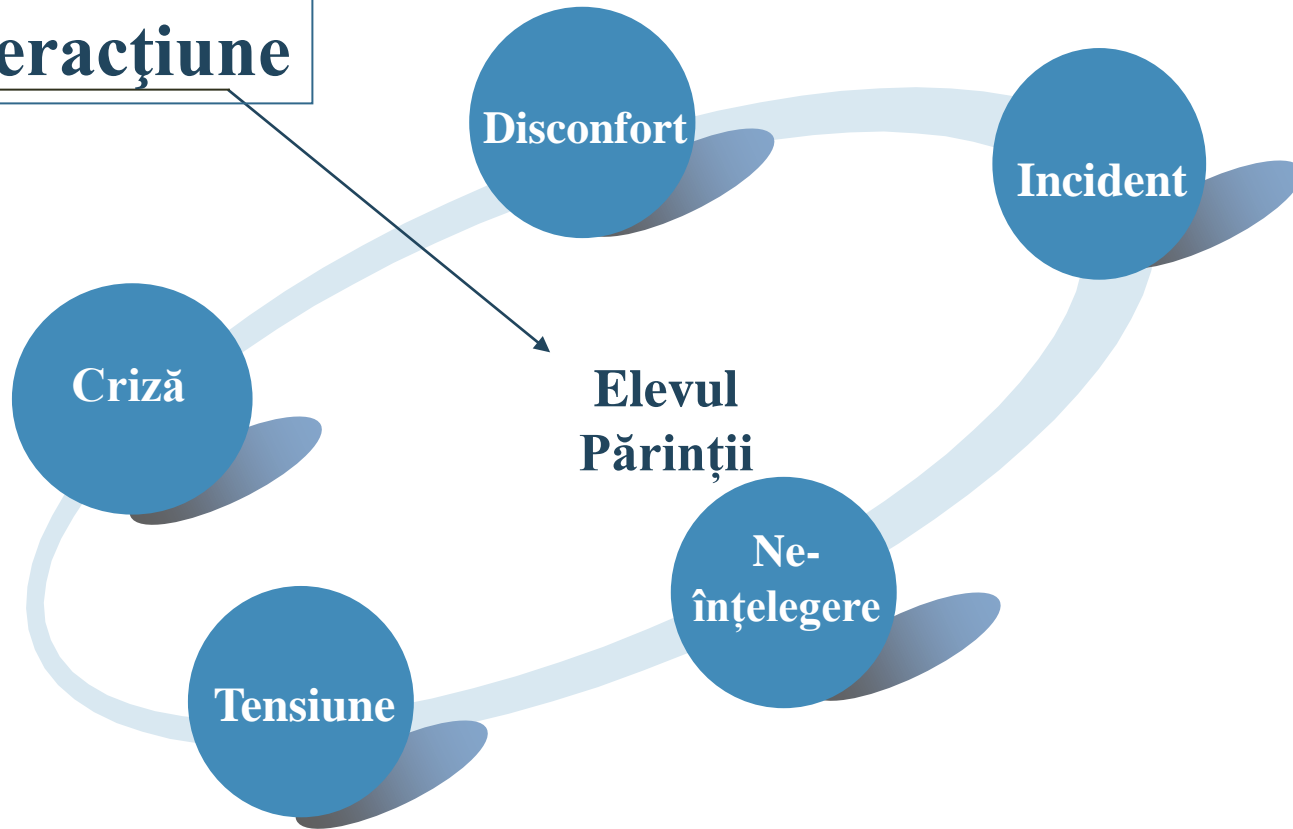 eracţiune
Disconfort
Incident
Criză
Elevul
Părinții
Ne-
înțelegere
Tensiune